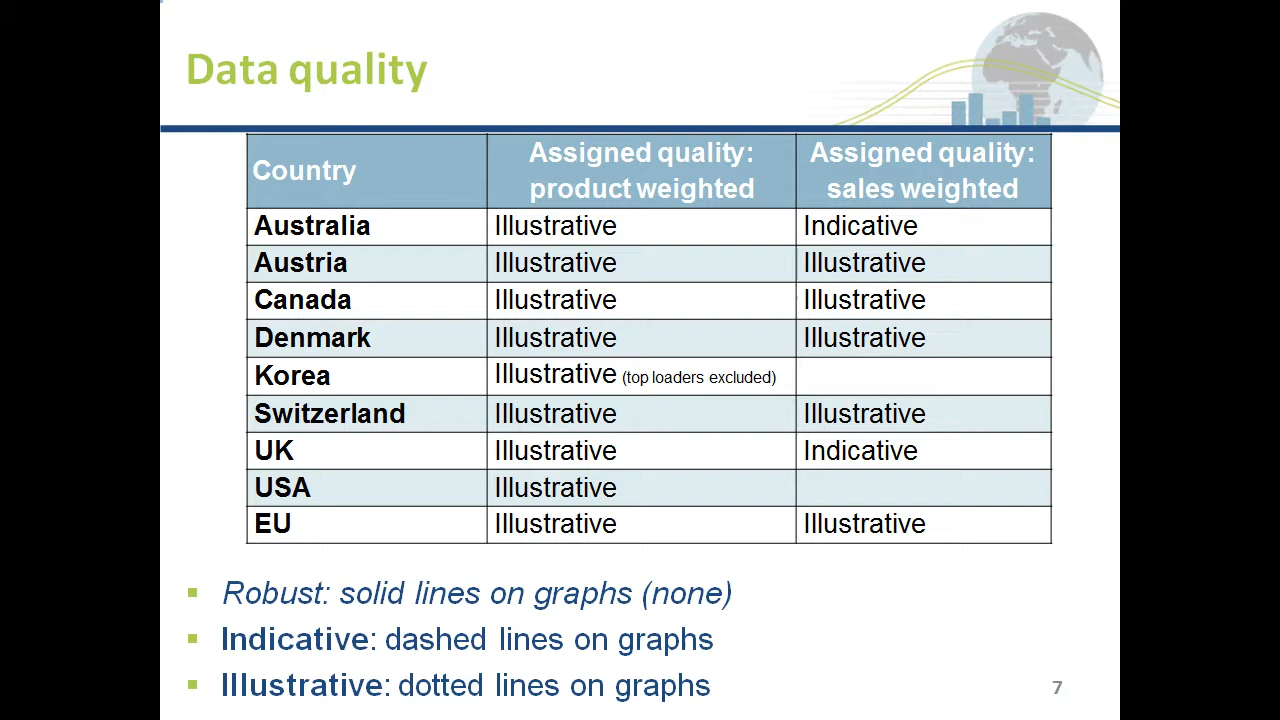 Data quality
Country
Assigned quality:
product weighted
Assigned quality:
sales weighted
Australia Illustrative Indicative
Austria Illustrative Illustrative
Canada Illustrative Illustrative
Denmark Illustrative Illustrative
Korea Illustrative (top loaders excluded)
Switzerland Illustrative Illustrative
UK Illustrative Indicative
USA Illustrative
EU Illustrative Illustrative
Robust: solid lines on graphs (none)
Indicative: dashed lines on graphs
Illustrative: dotted lines on graphs
7